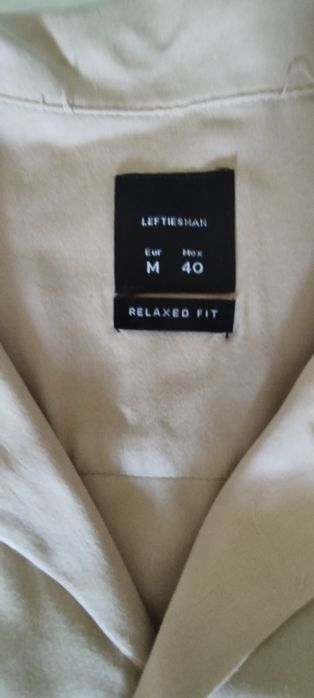 LEFTIESMAN
Eur Mex
M 40
RELAXED FIT